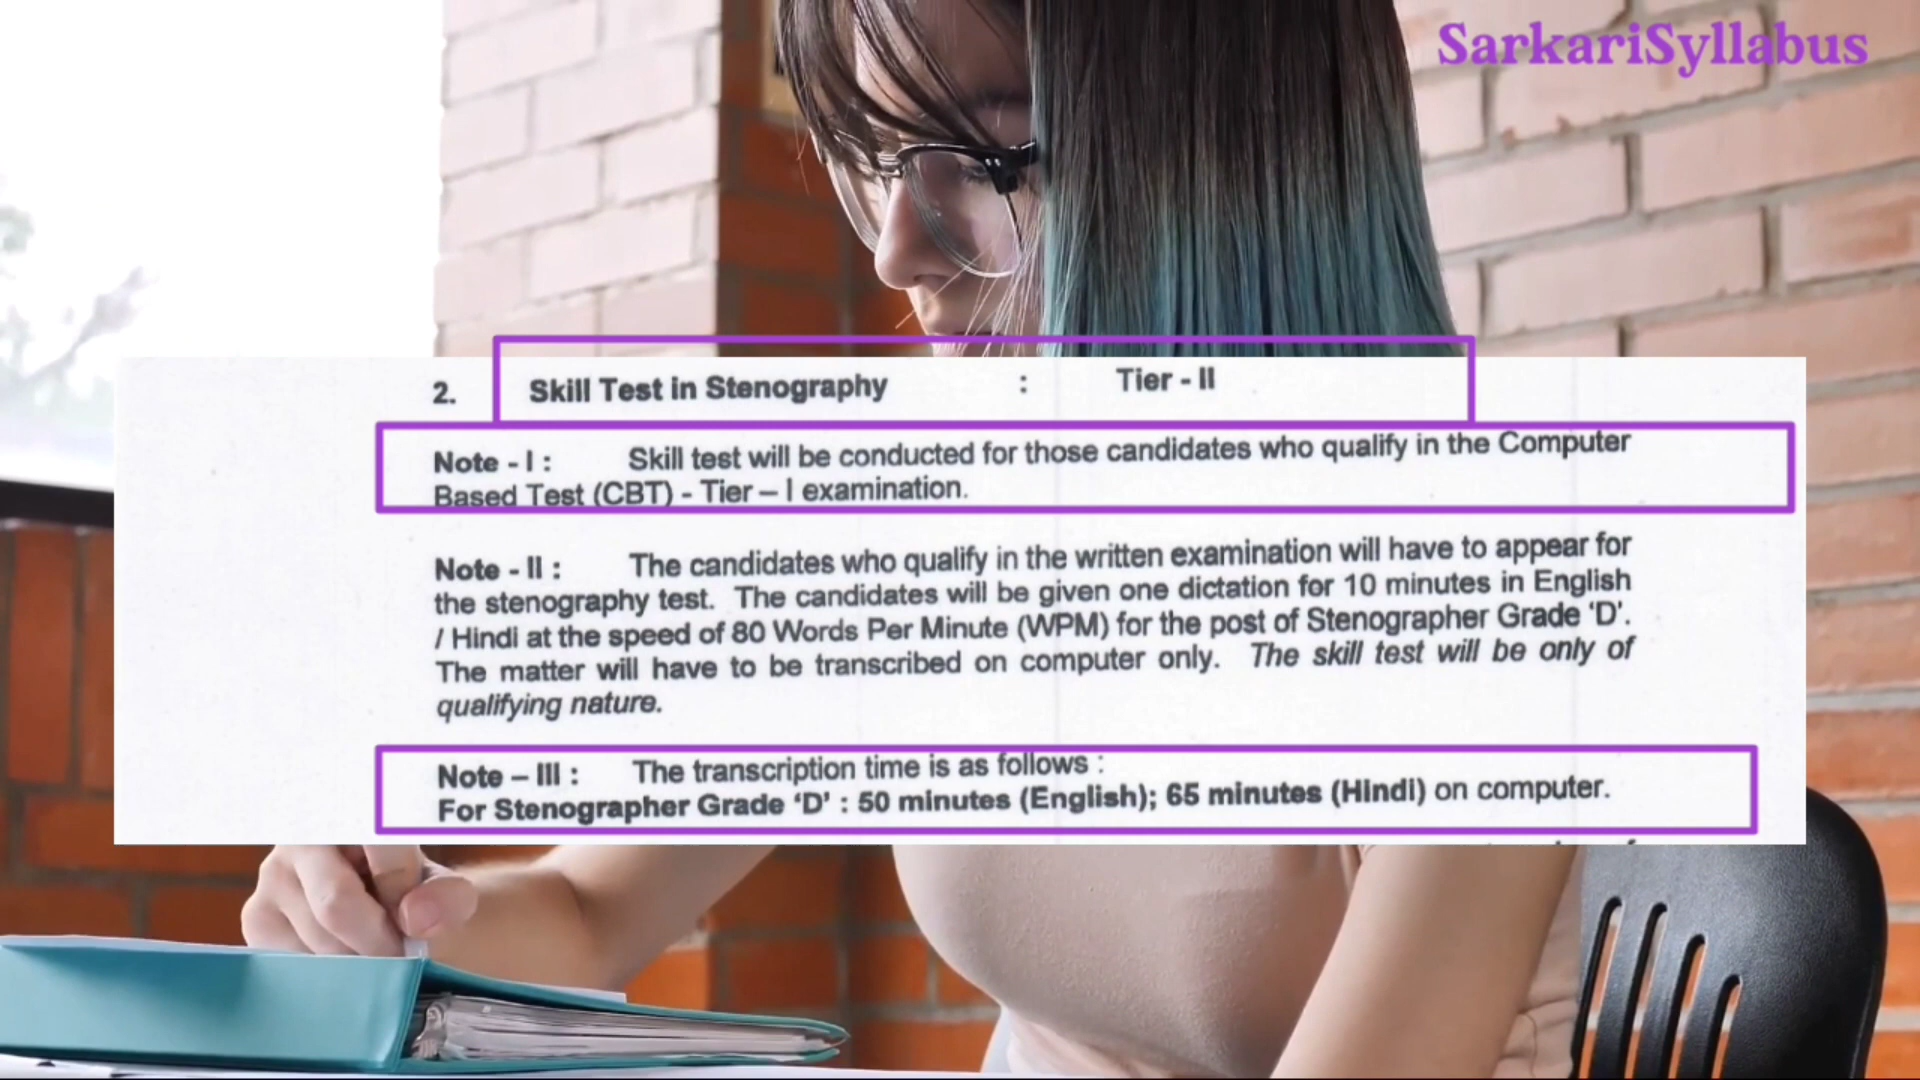 SarkariSyllabus
2. Skill Test in Stenography : Tier - II
Note - I : Skill test will be conducted for those candidates who qualify in the Computer
Based Test (CBT) - Tier – I examination.
Note - II : The candidates who qualify in the written examination will have to appear for
the stenography test. The candidates will be given one dictation for 10 minutes in English
/ Hindi at the speed of 80 Words Per Minute (WPM) for the post of Stenographer Grade ‘D’.
The matter will have to be transcribed on computer only. The skill test will be only of
qualifying nature.
Note – III : The transcription time is as follows :
For Stenographer Grade ‘D’ : 50 minutes (English); 65 minutes (Hindi) on computer.